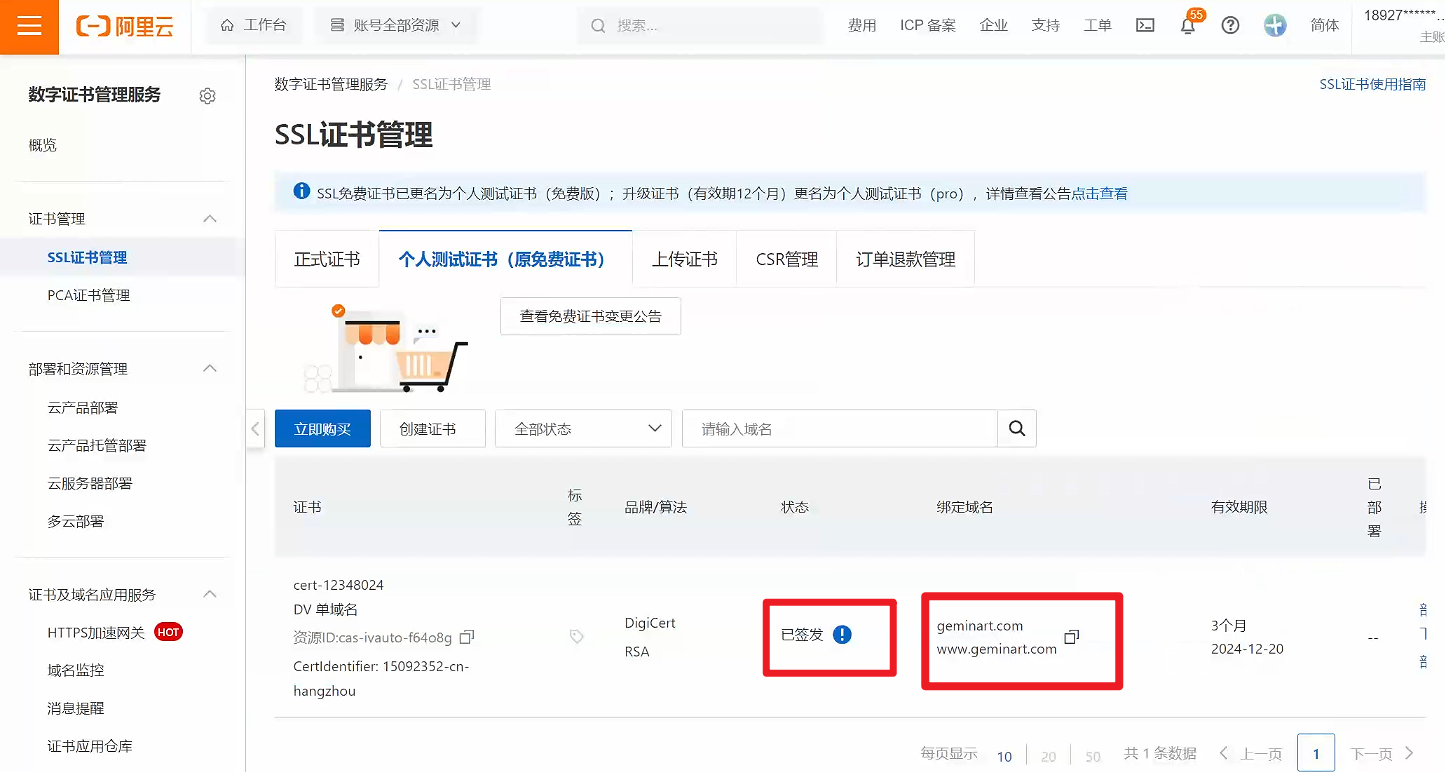 阿里云
工作台
账号全部资源
搜索...
费用
ICP 备案
企业
支持
工单
55
简体
18927******...
主账
数字证书管理服务
概览
证书管理
SSL证书管理
PCA证书管理
部署和资源管理
云产品部署
云产品托管部署
云服务器部署
多云部署
证书及域名应用服务
HTTPS加速网关 HOT
域名监控
消息提醒
证书应用仓库
数字证书管理服务 / SSL证书管理
SSL证书使用指南
SSL证书管理
SSL免费证书已更名为个人测试证书（免费版）；升级证书（有效期12个月）更名为个人测试证书（pro），详情查看公告点击查看
正式证书
个人测试证书（原免费证书）
上传证书
CSR管理
订单退款管理
查看免费证书变更公告
立即购买
创建证书
全部状态
请输入域名
证书
标签
品牌/算法
状态
绑定域名
有效期限
已部署
cert-12348024
DV 单域名
资源ID:cas-ivauto-f64o8g
CertIdentifier: 15092352-cn-
hangzhou
DigiCert
RSA
已签发
geminart.com
www.geminart.com
3个月
2024-12-20
--
每页显示 10 20 50 共 1 条数据 上一页 1 下一页